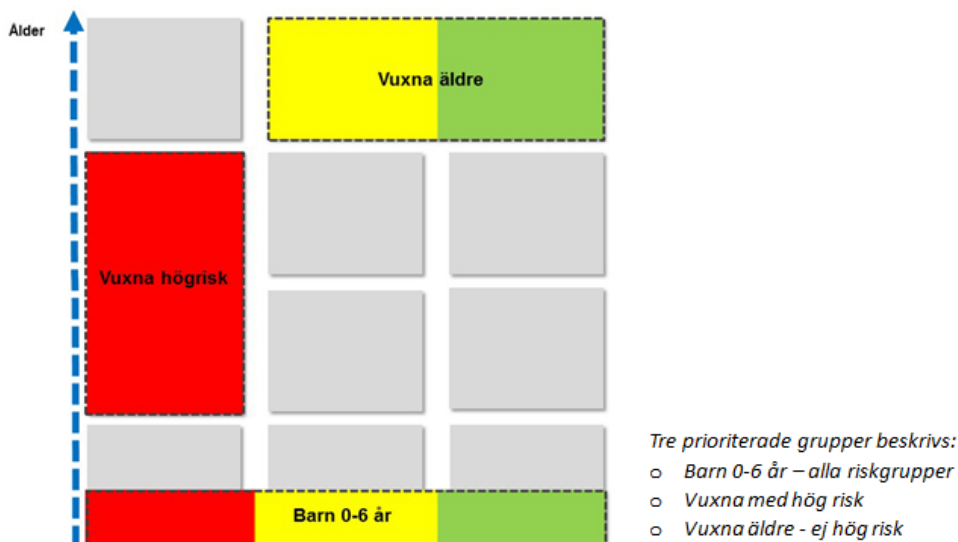 Ålder
Vuxna äldre
Vuxna högrisk
Barn 0-6 år
Tre prioriterade grupper beskrivs:
o Barn 0-6 år – alla riskgrupper
o Vuxna med hög risk
o Vuxna äldre - ej hög risk